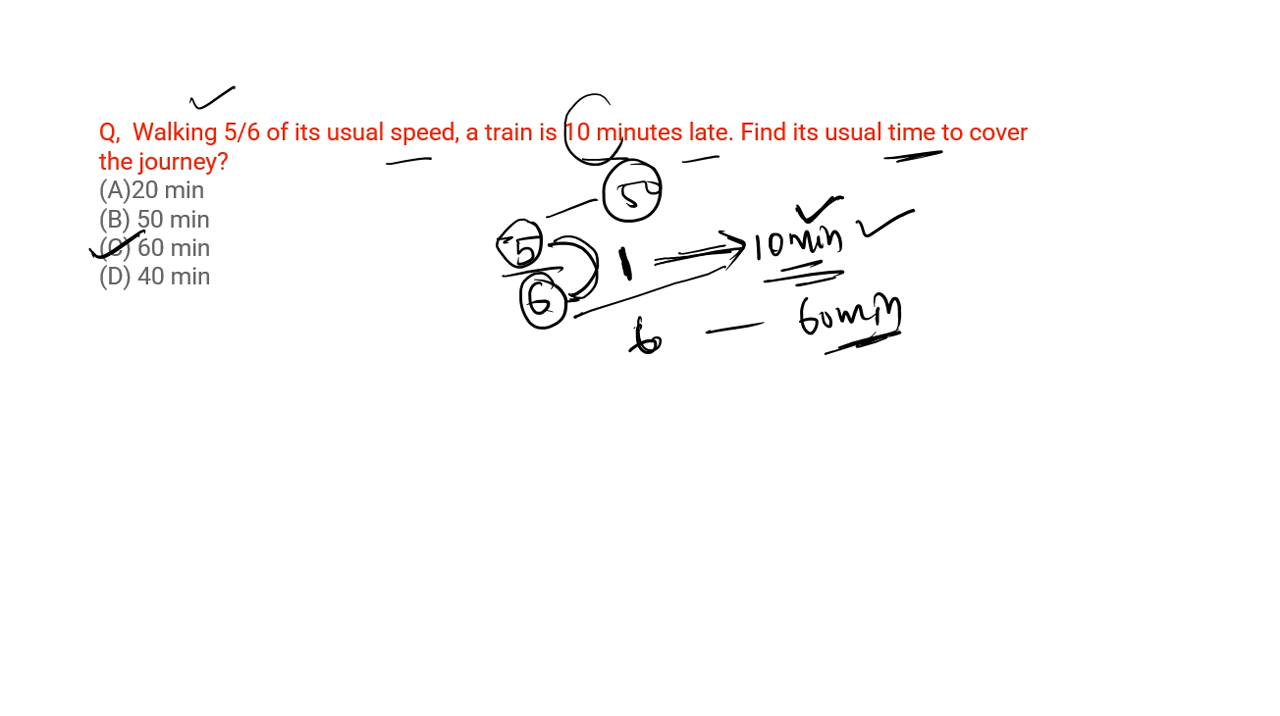 Q, Walking 5/6 of its usual speed, a train is 10 minutes late. Find its usual time to cover
the journey?
(A)20 min
(B) 50 min
(C) 60 min
(D) 40 min
50
5
6
1
10min
6
60min